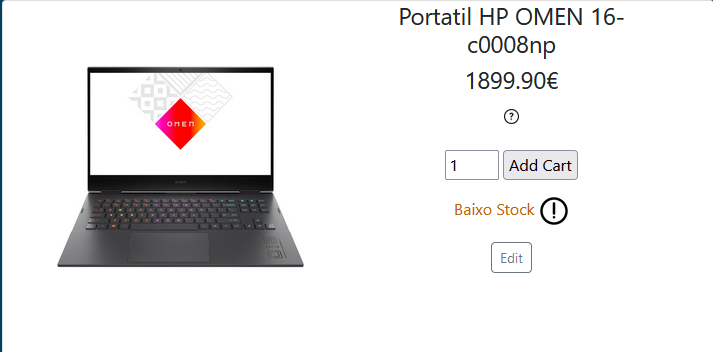 Portatil HP OMEN 16-
c0008np
1899.90€
?
1 Add Cart
Baixo Stock !
Edit
OMEN